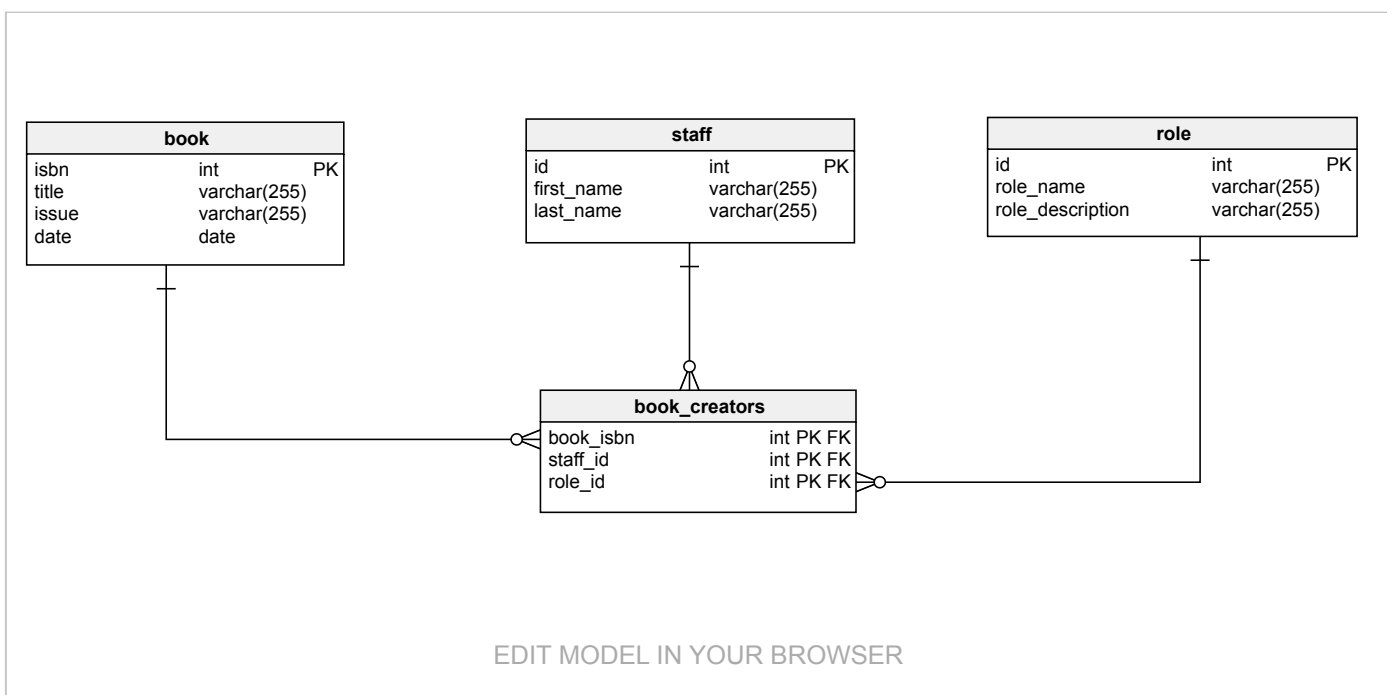 book
isbn int PK
title varchar(255)
issue varchar(255)
date date
staff
id int PK
first_name varchar(255)
last_name varchar(255)
role
id int PK
role_name varchar(255)
role_description varchar(255)
book_creators
book_isbn int PK FK
staff_id int PK FK
role_id int PK FK
EDIT MODEL IN YOUR BROWSER